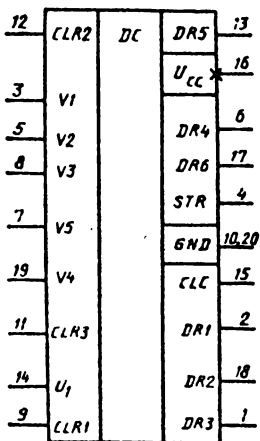 12 CLR2 DC DR5 13
U_CC 16
3 V1
5 V2 DR4 6
8 V3 DR6 17
STR 4
7 V5
GND 10,20
19 V4 CLC 15
11 CLR3 DR1 2
14 U1 DR2 18
9 CLR1 DR3 1